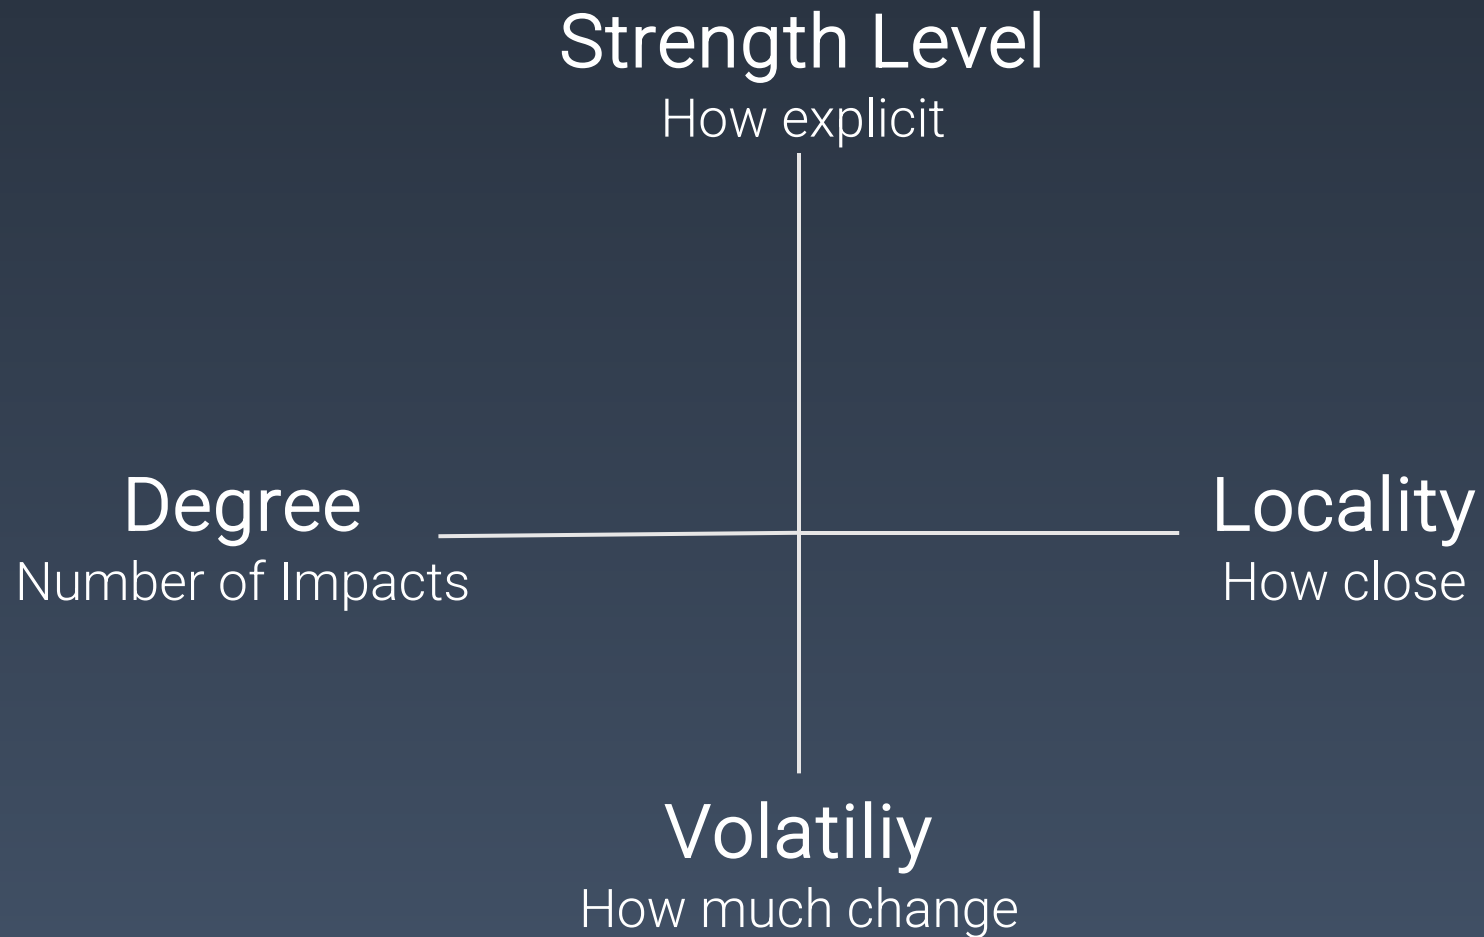 Strength Level
How explicit
Degree
Number of Impacts
Locality
How close
Volatiliy
How much change